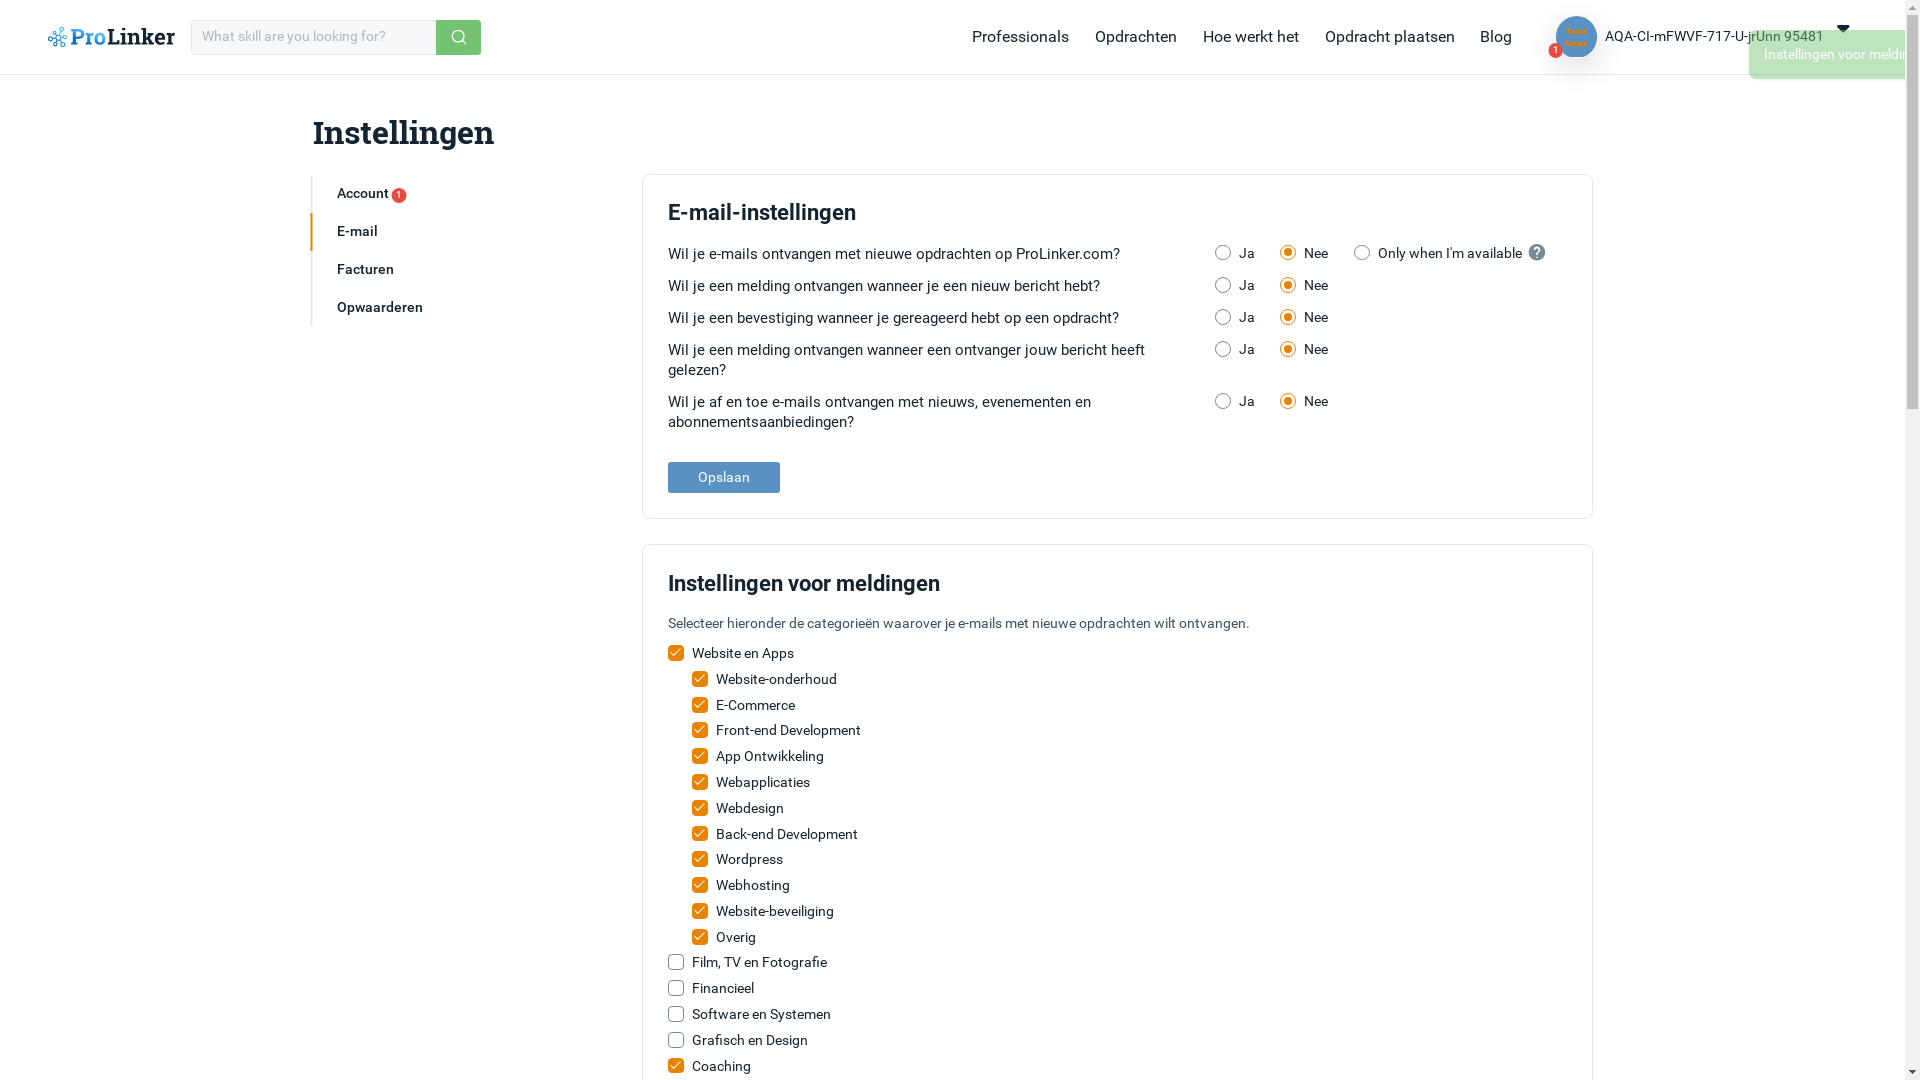 ProLinker
What skill are you looking for?
Professionals
Opdrachten
Hoe werkt het
Opdracht plaatsen
Blog
Test User
1
AQA-CI-mFWVF-717-U-jrUnn 95481
Instellingen voor
Instellingen
Account 1
E-mail
Facturen
Opwaarderen
E-mail-instellingen
Wil je e-mails ontvangen met nieuwe opdrachten op ProLinker.com? Ja Nee Only when I'm available ?
Wil je een melding ontvangen wanneer je een nieuw bericht hebt? Ja Nee
Wil je een bevestiging wanneer je gereageerd hebt op een opdracht? Ja Nee
Wil je een melding ontvangen wanneer een ontvanger jouw bericht heeft Ja Nee
gelezen?
Wil je af en toe e-mails ontvangen met nieuws, evenementen en Ja Nee
abonnementsaanbiedingen?
Opslaan
Instellingen voor meldingen
Selecteer hieronder de categorieën waarover je e-mails met nieuwe opdrachten wilt ontvangen.
Website en Apps
Website-onderhoud
E-Commerce
Front-end Development
App Ontwikkeling
Webapplicaties
Webdesign
Back-end Development
Wordpress
Webhosting
Website-beveiliging
Overig
Film, TV en Fotografie
Financieel
Software en Systemen
Grafisch en Design
Coaching